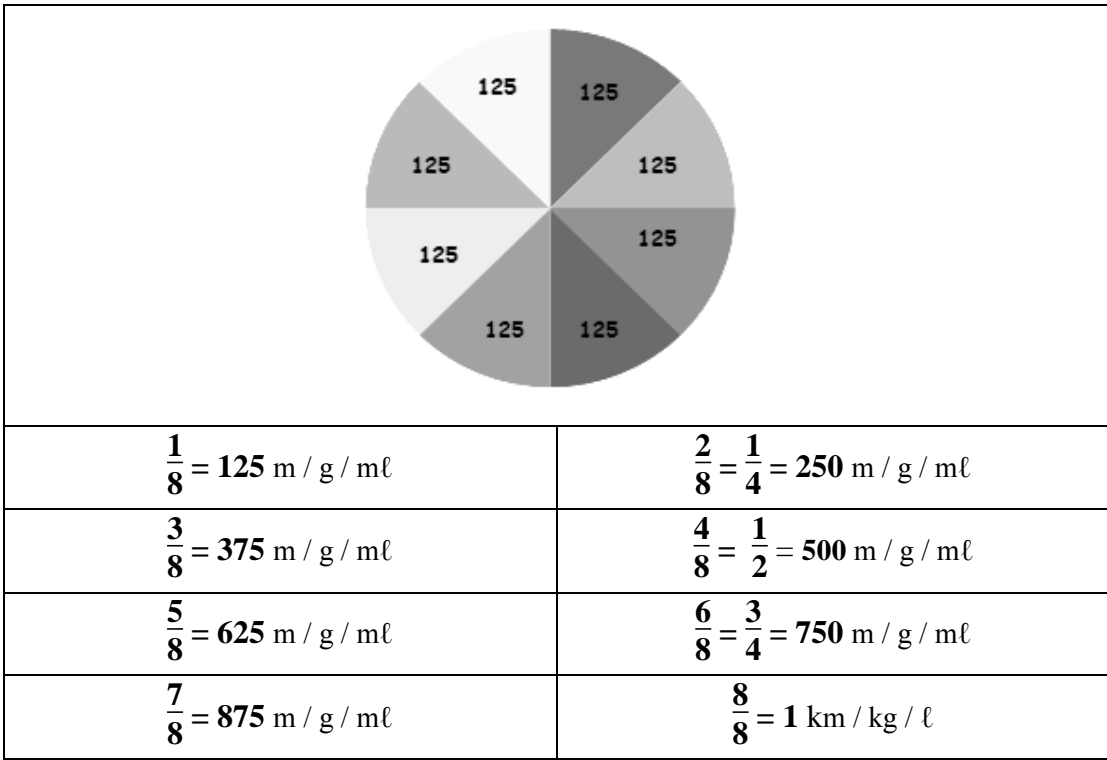 125 125
125 125
125 125
125 125
1/8 = 125 m / g / mℓ
2/8 = 1/4 = 250 m / g / mℓ
3/8 = 375 m / g / mℓ
4/8 = 1/2 = 500 m / g / mℓ
5/8 = 625 m / g / mℓ
6/8 = 3/4 = 750 m / g / mℓ
7/8 = 875 m / g / mℓ
8/8 = 1 km / kg / ℓ